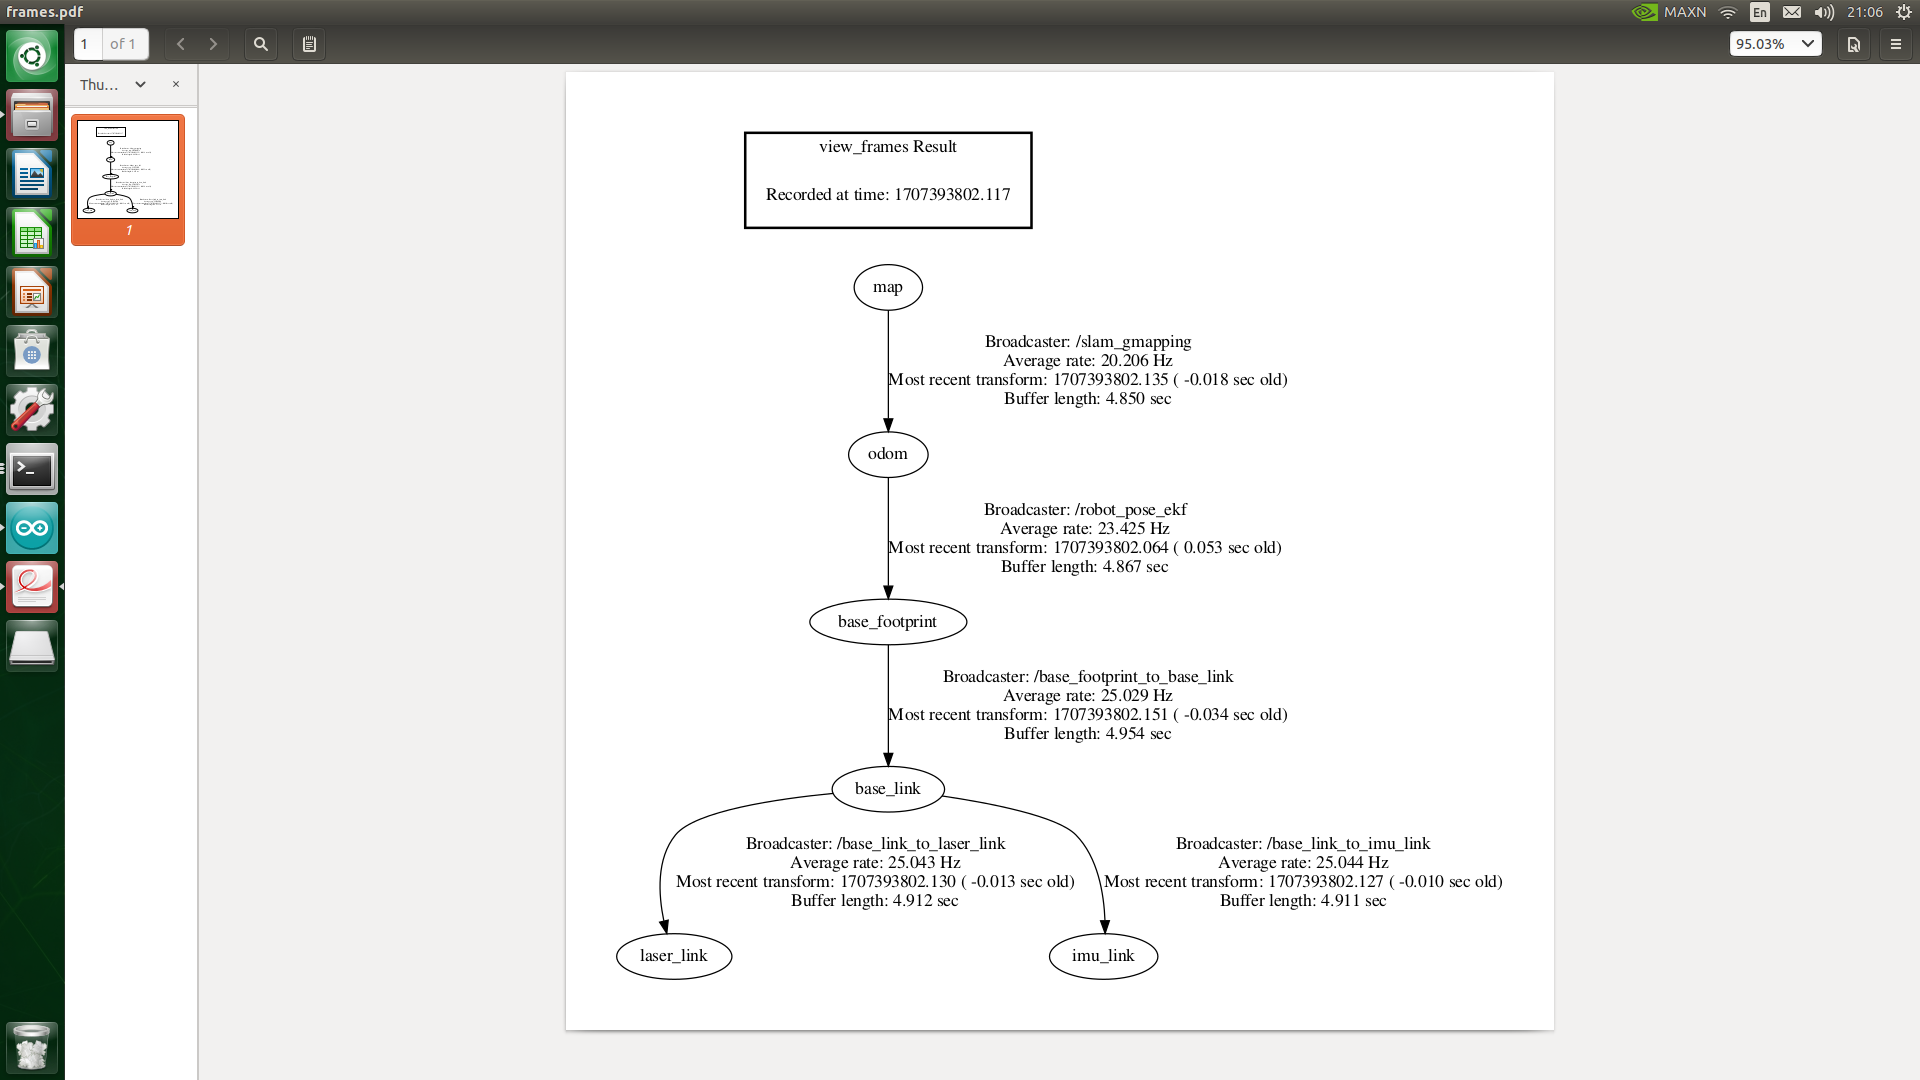 frames.pdf
MAXN
En
21:06
1
of 1
95.03%
Thu...
1
view_frames Result
Recorded at time: 1707393802.117
map
Broadcaster: /slam_gmapping
Average rate: 20.206 Hz
Most recent transform: 1707393802.135 ( -0.018 sec old)
Buffer length: 4.850 sec
odom
Broadcaster: /robot_pose_ekf
Average rate: 23.425 Hz
Most recent transform: 1707393802.064 ( 0.053 sec old)
Buffer length: 4.867 sec
base_footprint
Broadcaster: /base_footprint_to_base_link
Average rate: 25.029 Hz
Most recent transform: 1707393802.151 ( -0.034 sec old)
Buffer length: 4.954 sec
base_link
Broadcaster: /base_link_to_laser_link
Average rate: 25.043 Hz
Most recent transform: 1707393802.130 ( -0.013 sec old)
Buffer length: 4.912 sec
Broadcaster: /base_link_to_imu_link
Average rate: 25.044 Hz
Most recent transform: 1707393802.127 ( -0.010 sec old)
Buffer length: 4.911 sec
laser_link
imu_link